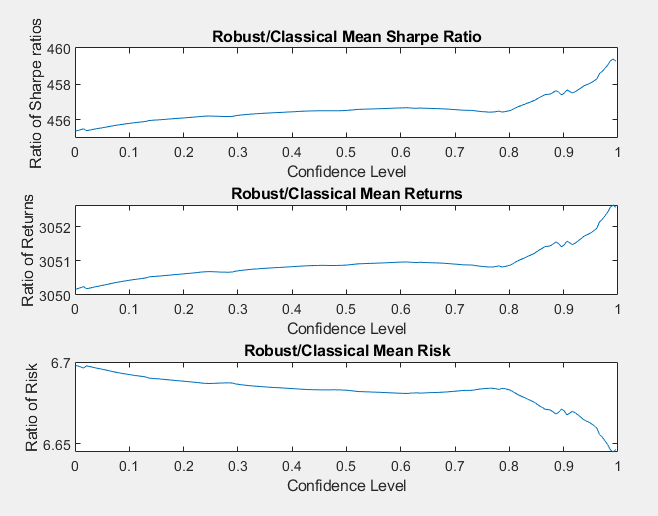 Robust/Classical Mean Sharpe Ratio
Ratio of Sharpe ratios
460
458
456
0 0.1 0.2 0.3 0.4 0.5 0.6 0.7 0.8 0.9 1
Confidence Level
Robust/Classical Mean Returns
Ratio of Returns
3052
3051
3050
0 0.1 0.2 0.3 0.4 0.5 0.6 0.7 0.8 0.9 1
Confidence Level
Robust/Classical Mean Risk
Ratio of Risk
6.7
6.65
0 0.1 0.2 0.3 0.4 0.5 0.6 0.7 0.8 0.9 1
Confidence Level